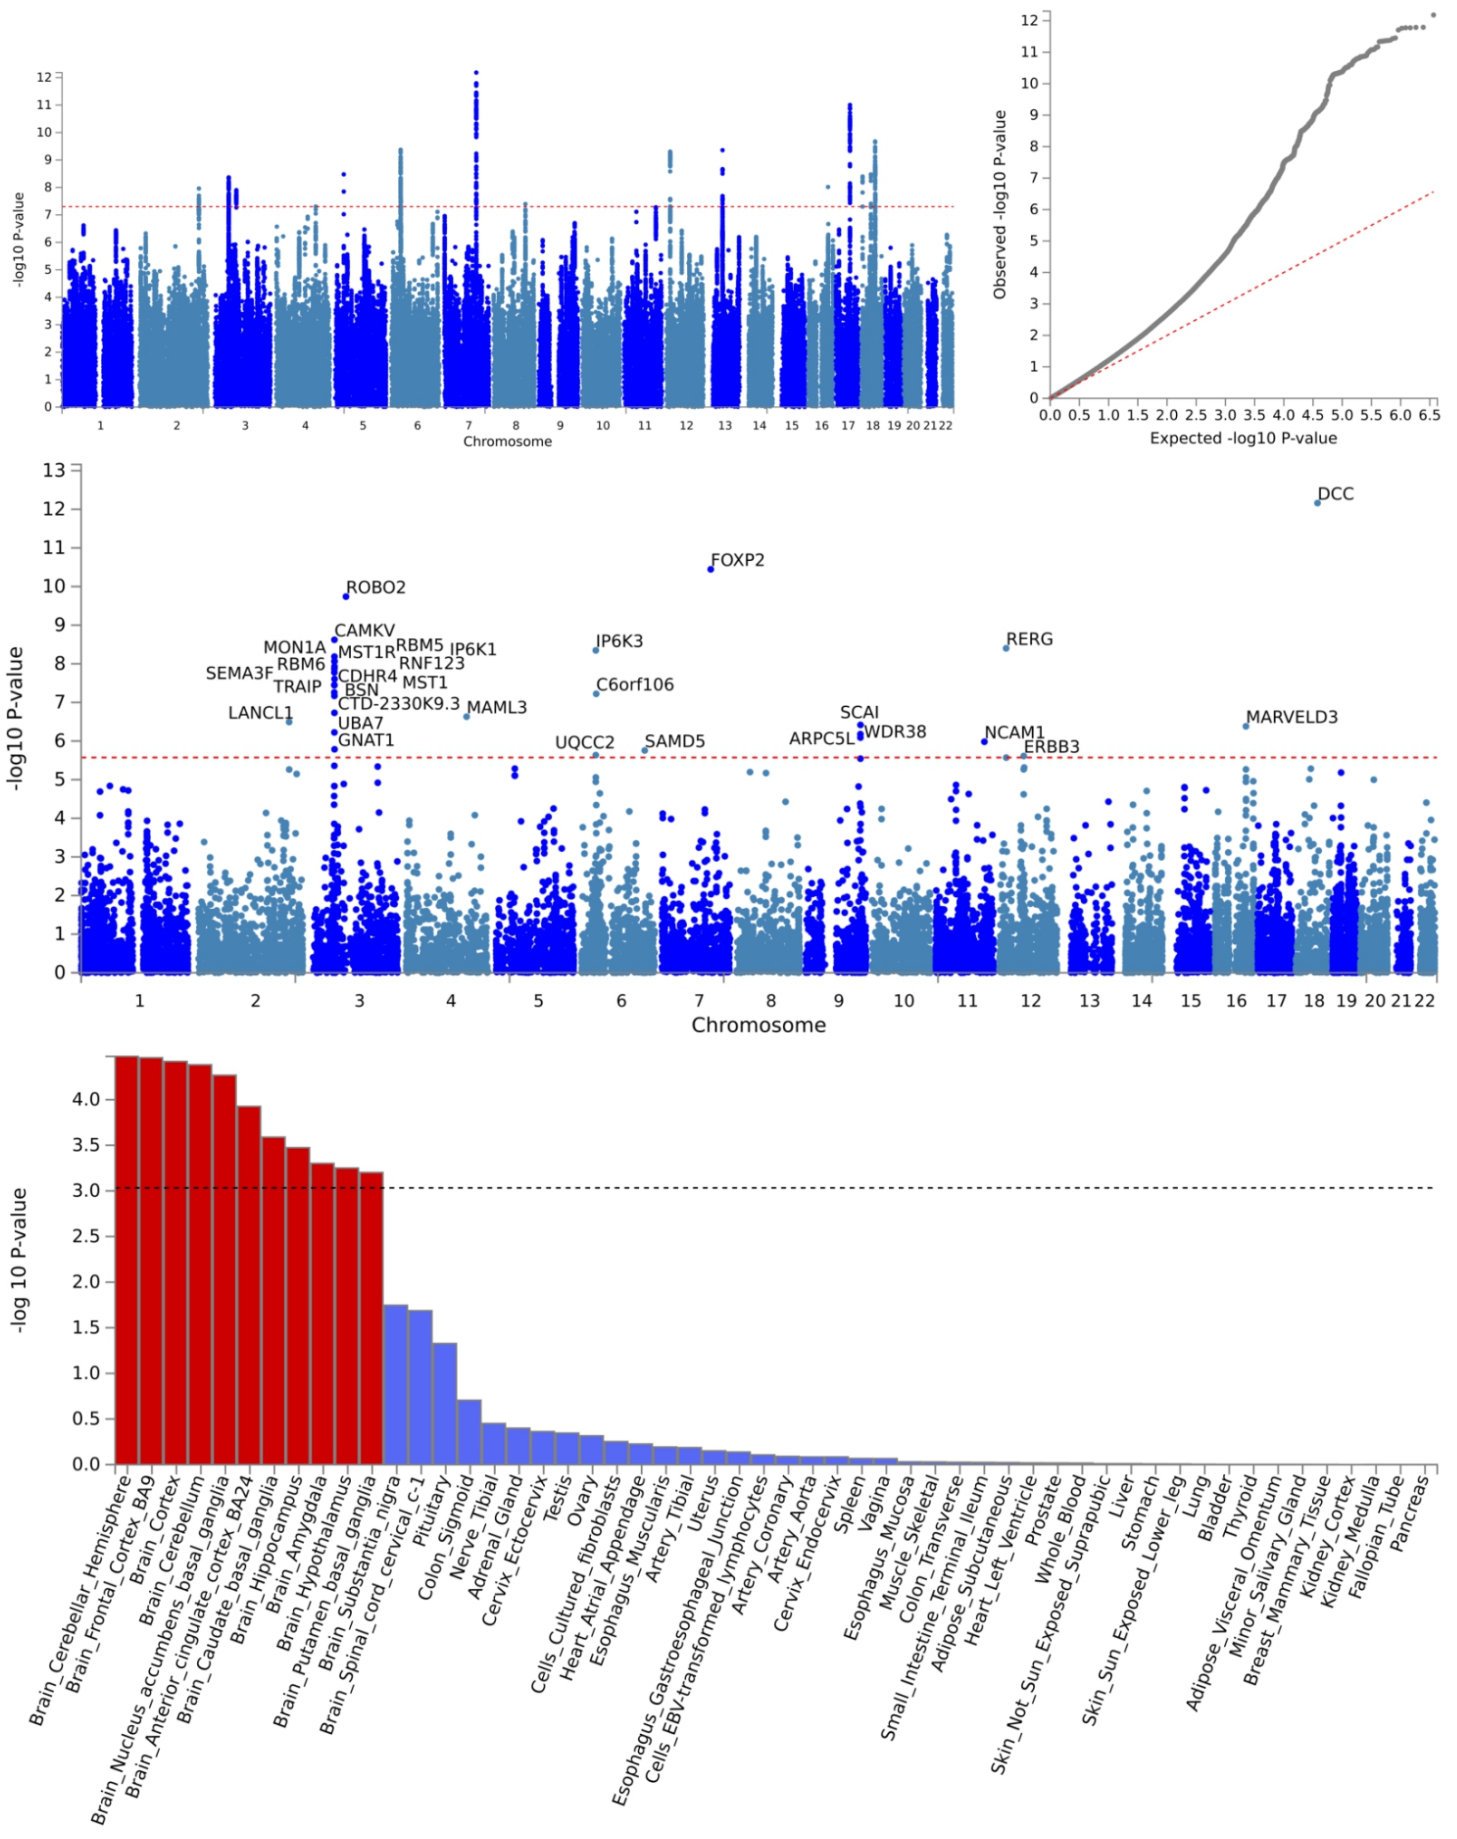 12
11
10
9
8
7
6
5
4
3
2
1
0
-log10 P-value
1 2 3 4 5 6 7 8 9 10 11 12 13 14 15 16 17 18 19 20 21 22
Chromosome
12
11
10
9
8
7
6
5
4
3
2
1
0
Observed -log10 P-value
0.0 0.5 1.0 1.5 2.0 2.5 3.0 3.5 4.0 4.5 5.0 5.5 6.0 6.5
Expected -log10 P-value
13
12
11
10
9
8
7
6
5
4
3
2
1
0
-log10 P-value
DCC
FOXP2
ROBO2
CAMKV
MON1A
MST1R
RBM5
IP6K1
RBM6
RNF123
SEMA3F
CDHR4
MST1
TRAIP
BSN
CTD-2330K9.3
LANCL1
UBA7
GNAT1
MAML3
IP6K3
C6orf106
UQCC2
SAMD5
SCAI
ARPC5L
WDR38
RERG
NCAM1
ERBB3
MARVELD3
1 2 3 4 5 6 7 8 9 10 11 12 13 14 15 16 17 18 19 20 21 22
Chromosome
4.0
3.5
3.0
2.5
2.0
1.5
1.0
0.5
0.0
-log 10 P-value
Brain_Cerebellar_Hemisphere
Brain_Frontal_Cortex_BA9
Brain_Cortex
Brain_Cerebellum
Brain_Nucleus_accumbens_basal_ganglia
Brain_Anterior_cingulate_cortex_BA24
Brain_Caudate_basal_ganglia
Brain_Hippocampus
Brain_Amygdala
Brain_Hypothalamus
Brain_Putamen_basal_ganglia
Brain_Substantia_nigra
Brain_Spinal_cord_cervical_c-1
Pituitary
Colon_Sigmoid
Nerve_Tibial
Adrenal_Gland
Cervix_Ectocervix
Testis
Ovary
Cells_Cultured_fibroblasts
Heart_Atrial_Appendage
Esophagus_Muscularis
Artery_Tibial
Uterus
Esophagus_Gastroesophageal_Junction
Cells_EBV-transformed_lymphocytes
Artery_Coronary
Artery_Aorta
Cervix_Endocervix
Spleen
Vagina
Esophagus_Mucosa
Muscle_Skeletal
Colon_Transverse
Small_Intestine_Terminal_Ileum
Adipose_Subcutaneous
Heart_Left_Ventricle
Prostate
Whole_Blood
Skin_Not_Sun_Exposed_Suprapubic
Liver
Stomach
Skin_Sun_Exposed_Lower_leg
Lung
Bladder
Thyroid
Adipose_Visceral_Omentum
Minor_Salivary_Gland
Breast_Mammary_Tissue
Kidney_Cortex
Kidney_Medulla
Fallopian_Tube
Pancreas